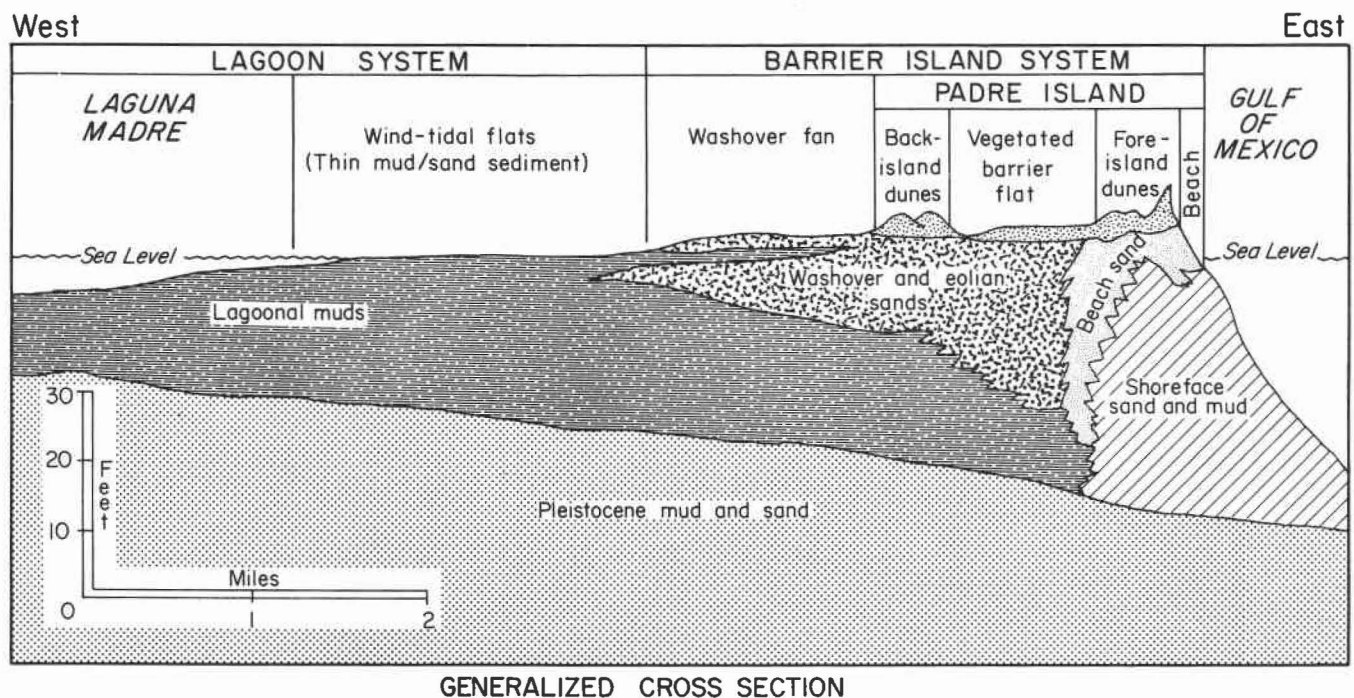 West
East
LAGOON SYSTEM
BARRIER ISLAND SYSTEM
PADRE ISLAND
LAGUNA
MADRE
Wind-tidal flats
(Thin mud/sand sediment)
Washover fan
Back-
island
dunes
Vegetated
barrier
flat
Fore-
island
dunes
Beach
GULF
OF
MEXICO
Sea Level
Sea Level
Washover and eolian
sands
Beach sand
Lagoonal muds
Shoreface
sand and mud
30
20
10
0
Feet
Pleistocene mud and sand
Miles
1
2
GENERALIZED CROSS SECTION